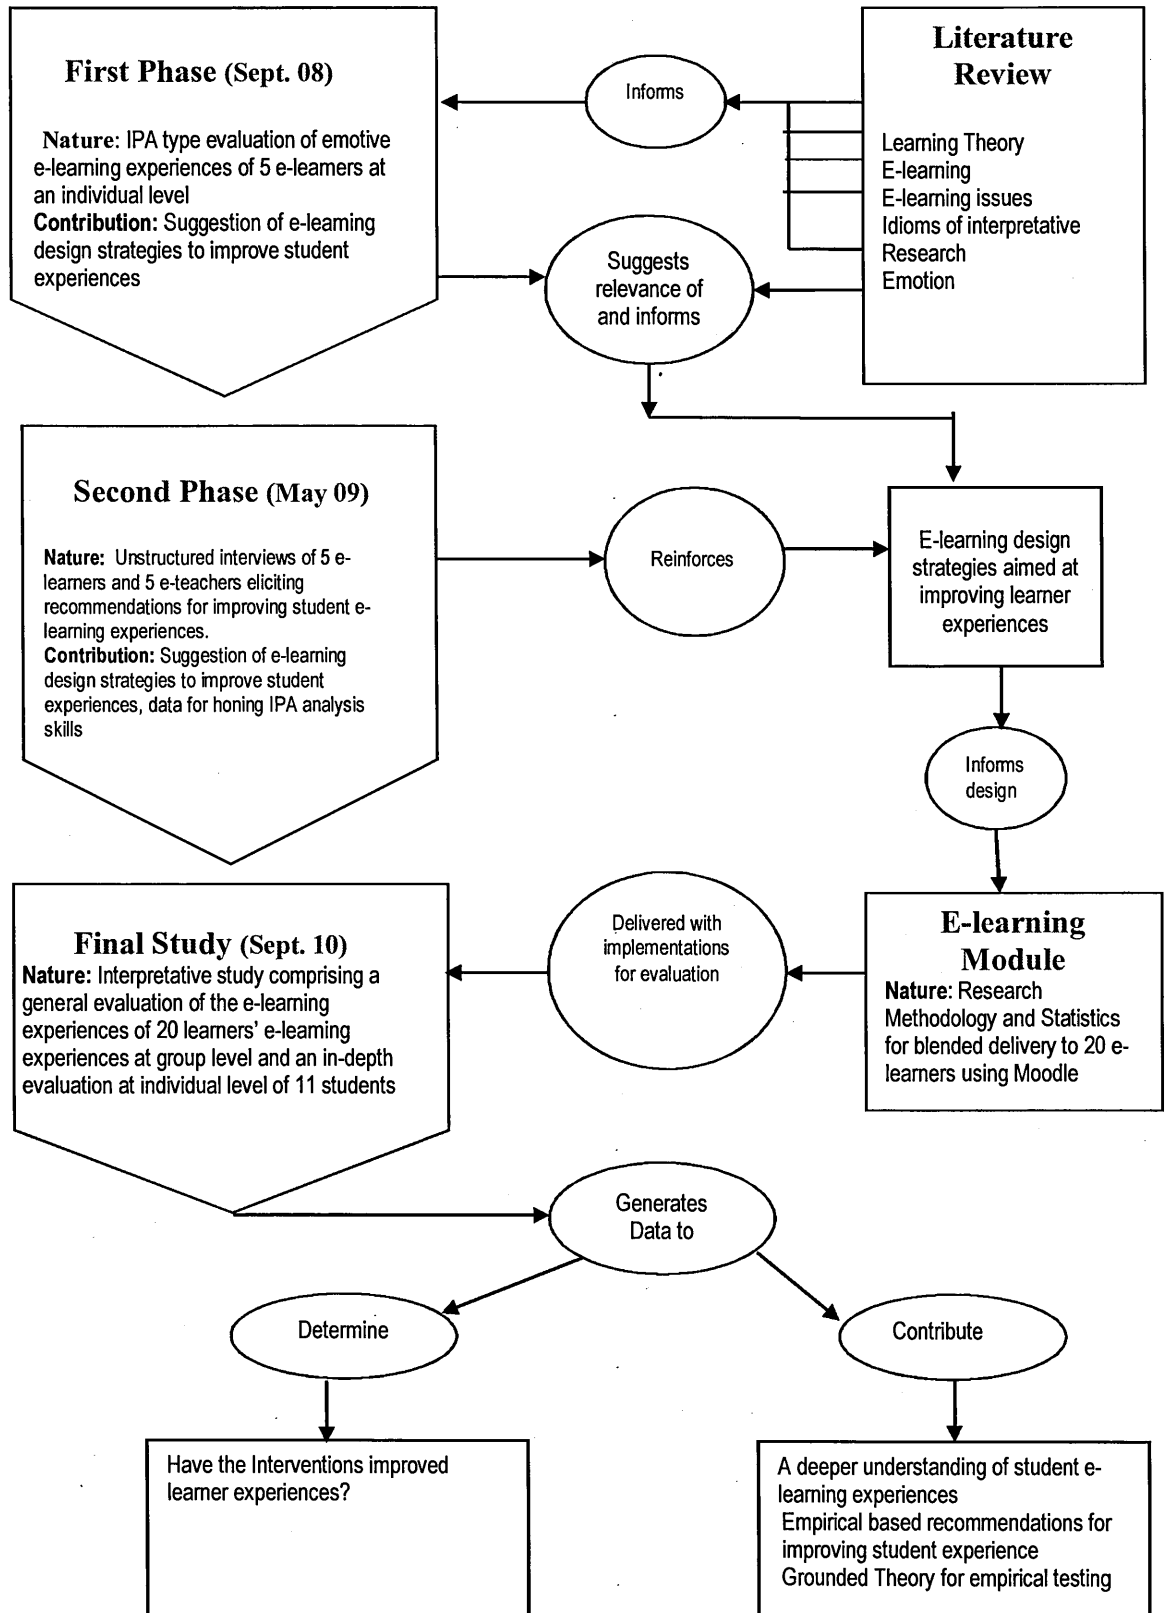 First Phase (Sept. 08)
Nature: IPA type evaluation of emotive
e-learning experiences of 5 e-learners at
an individual level
Contribution: Suggestion of e-learning
design strategies to improve student
experiences
Informs
Literature
Review
Learning Theory
E-learning
E-learning issues
Idioms of interpretative
Research
Emotion
Suggests
relevance of
and informs
Second Phase (May 09)
Nature: Unstructured interviews of 5 e-
learners and 5 e-teachers eliciting
recommendations for improving student e-
learning experiences.
Contribution: Suggestion of e-learning
design strategies to improve student
experiences, data for honing IPA analysis
skills
Reinforces
E-learning design
strategies aimed at
improving learner
experiences
Informs
design
Final Study (Sept. 10)
Nature: Interpretative study comprising a
general evaluation of the e-learning
experiences of 20 learners' e-learning
experiences at group level and an in-depth
evaluation at individual level of 11 students
Delivered with
implementations
for evaluation
E-learning
Module
Nature: Research
Methodology and Statistics
for blended delivery to 20 e-
learners using Moodle
Generates
Data to
Determine
Contribute
Have the Interventions improved
learner experiences?
A deeper understanding of student e-
learning experiences
Empirical based recommendations for
improving student experience
Grounded Theory for empirical testing